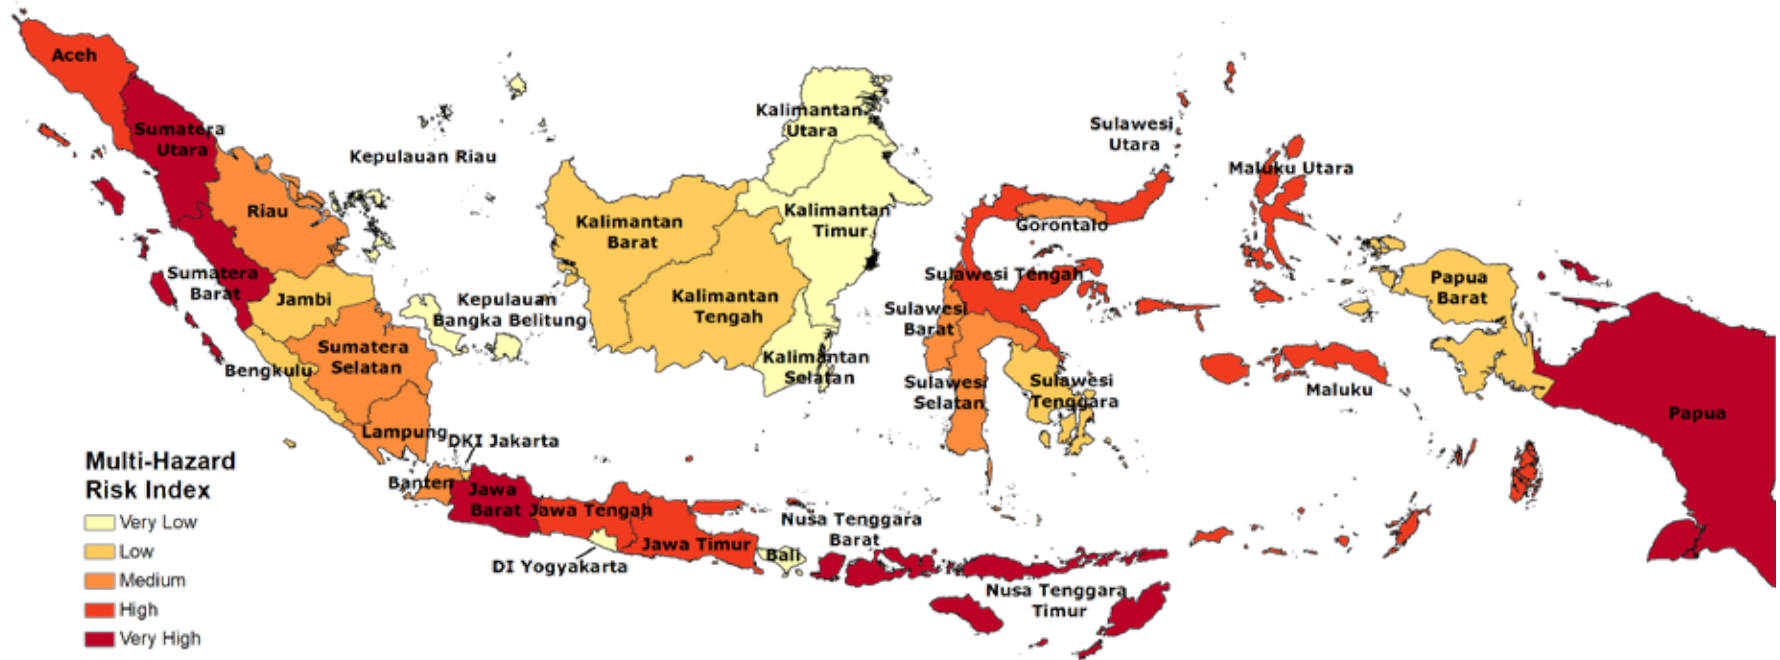 Aceh
Sumatera
Utara
Kepulauan Riau
Riau
Sumatera
Barat
Jambi
Kepulauan
Bangka Belitung
Sumatera
Selatan
Bengkulu
Lampung
DKI Jakarta
Banten
Jawa
Barat
Jawa Tengah
DI Yogyakarta
Jawa Timur
Bali
Nusa Tenggara
Barat
Nusa Tenggara
Timur
Kalimantan
Utara
Kalimantan
Barat
Kalimantan
Timur
Kalimantan
Tengah
Kalimantan
Selatan
Sulawesi
Utara
Gorontalo
Sulawesi Tengah
Sulawesi
Barat
Sulawesi
Selatan
Sulawesi
Tenggara
Maluku Utara
Maluku
Papua
Barat
Papua
Multi-Hazard
Risk Index
Very Low
Low
Medium
High
Very High